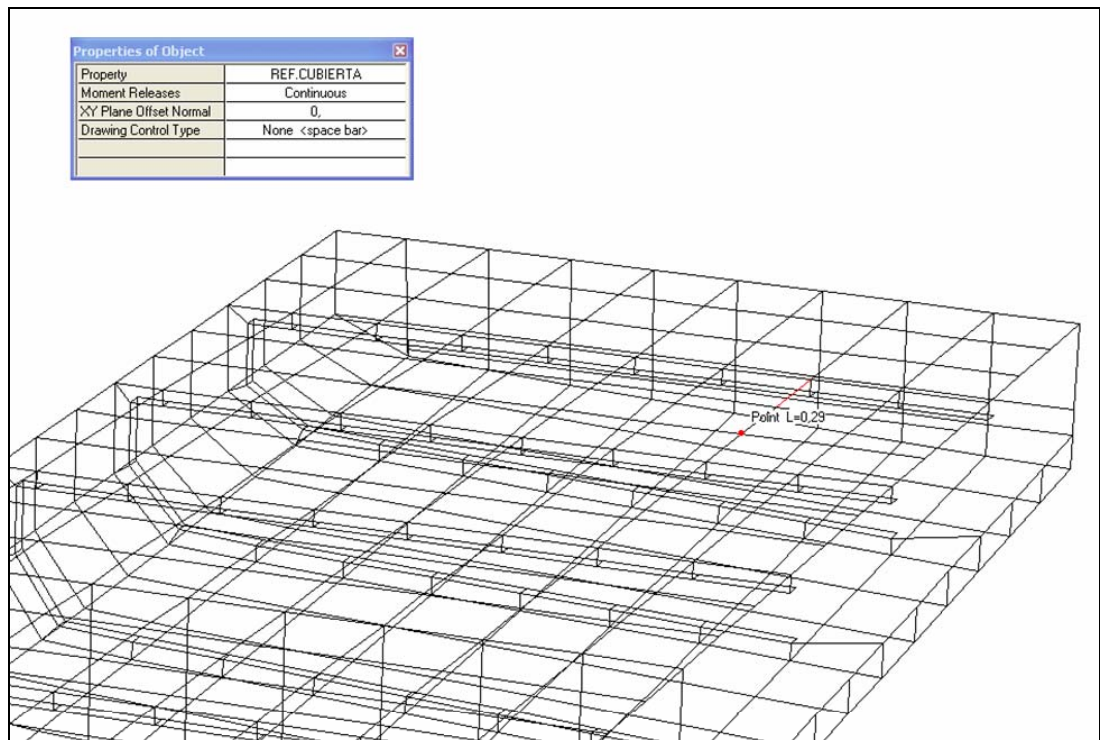 Properties of Object
Property REF.CUBIERTA
Moment Releases Continuous
XY Plane Offset Normal 0,
Drawing Control Type None <space bar>
Point L=0,29